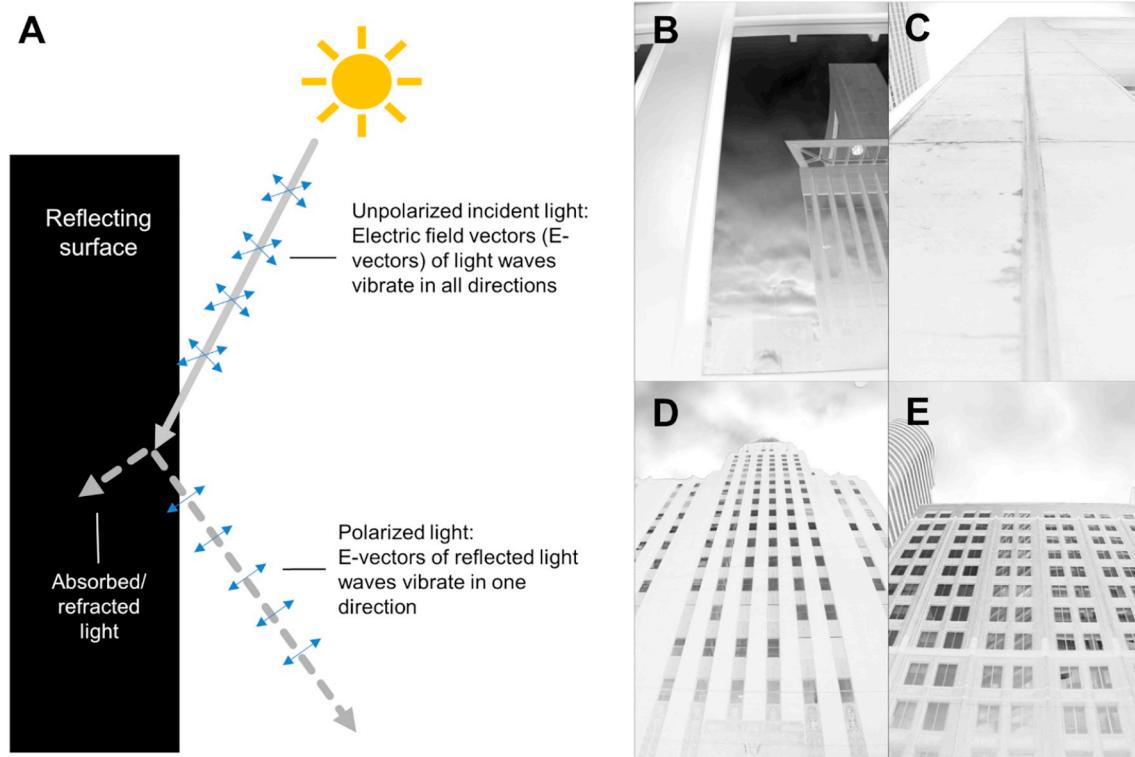 A
Reflecting
surface
Unpolarized incident light:
Electric field vectors (E-
vectors) of light waves
vibrate in all directions
Absorbed/
refracted
light
Polarized light:
E-vectors of reflected light
waves vibrate in one
direction
B
C
D
E